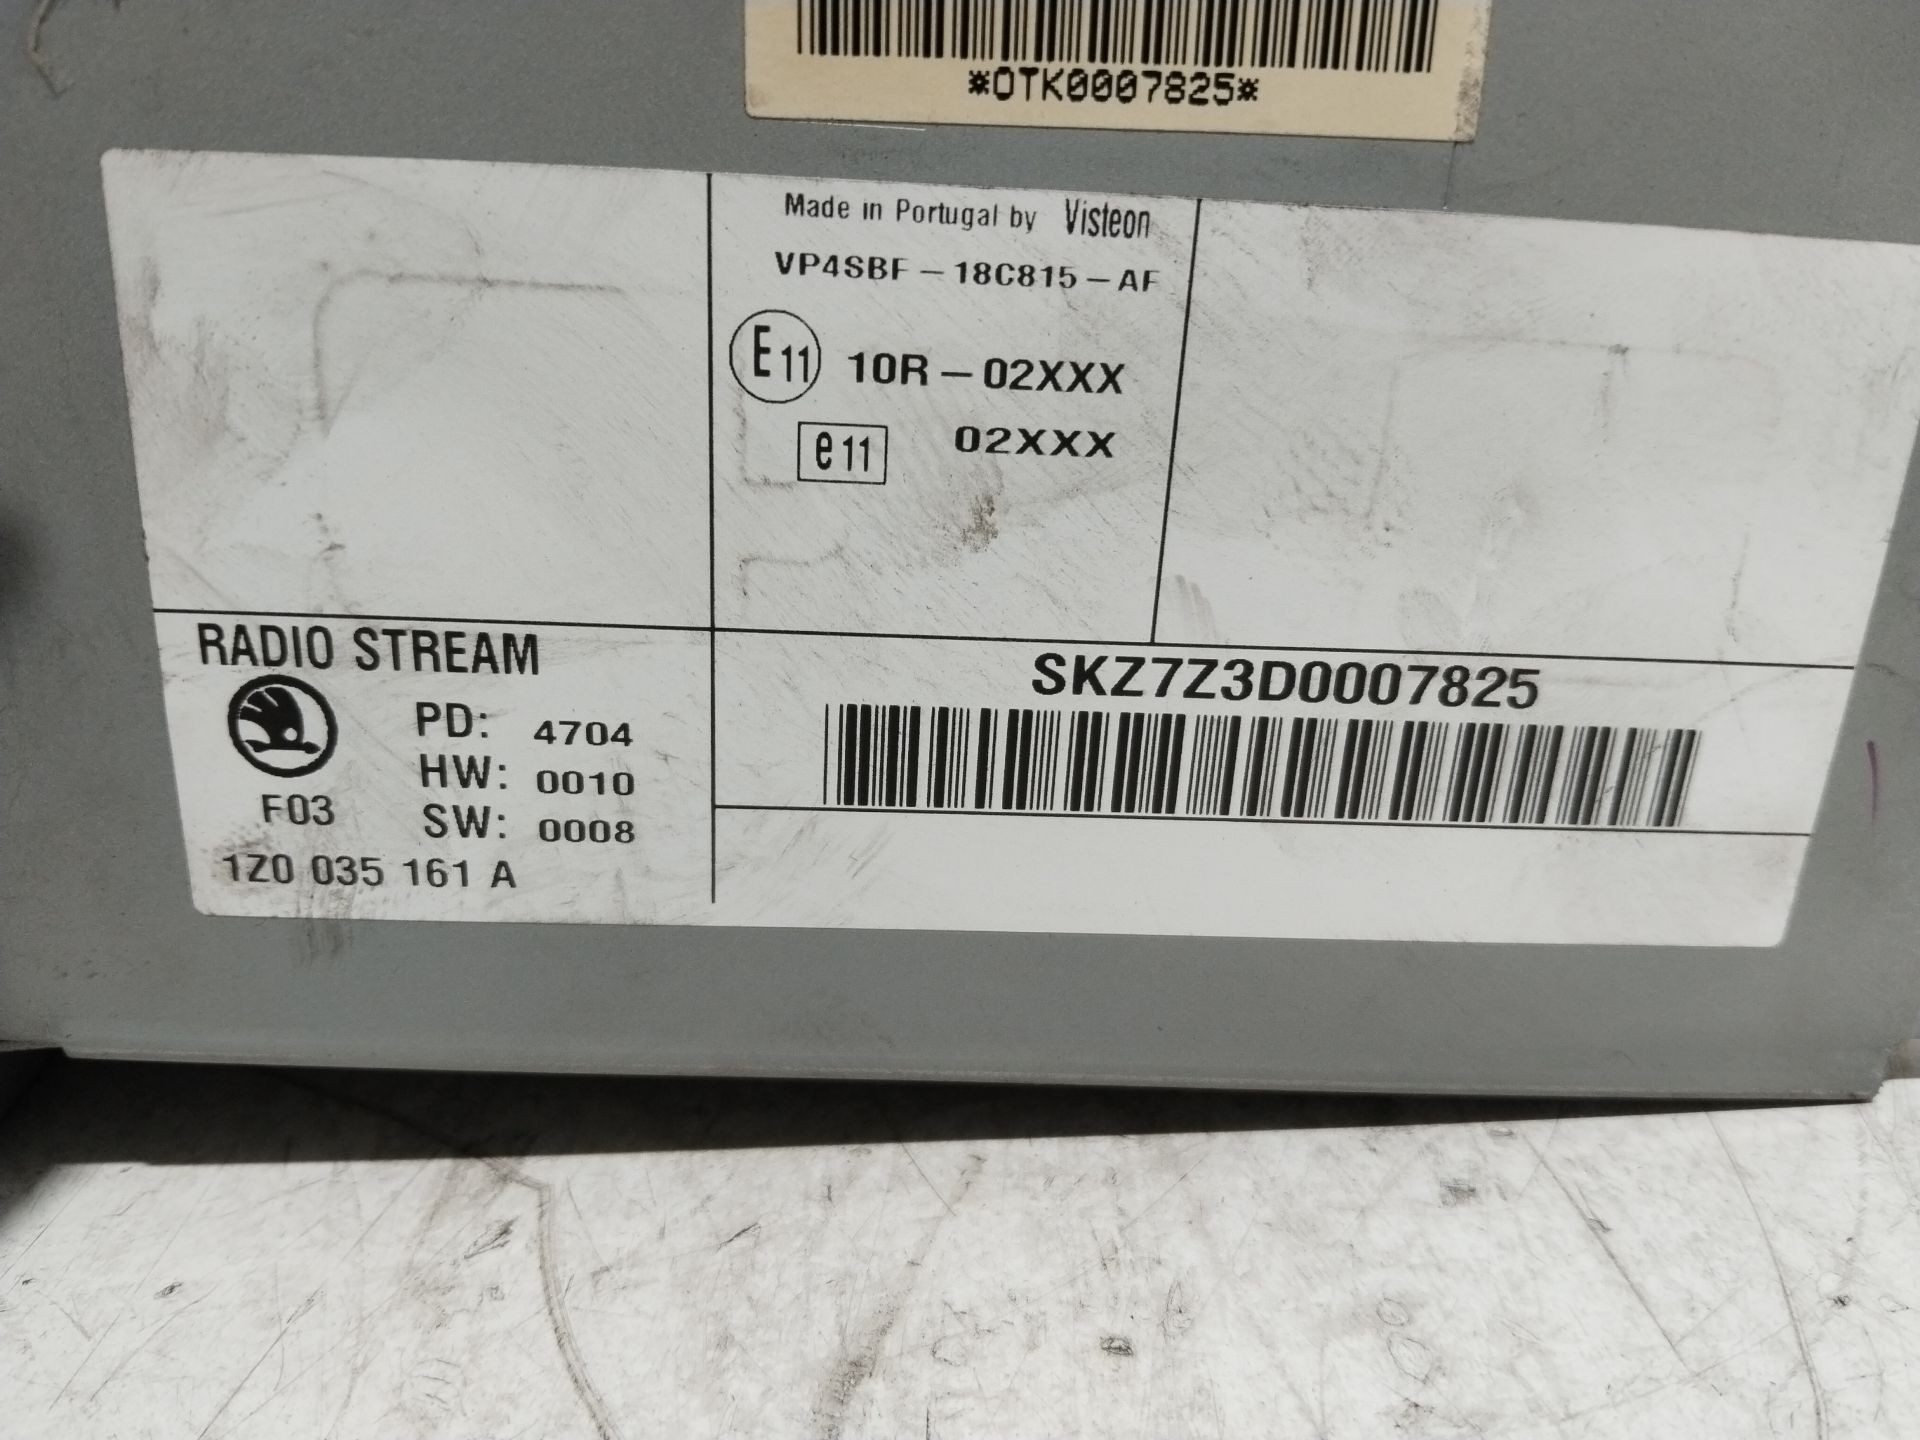 *OTK0007825*
Made in Portugal by Visteon
VP4SBF - 18C815 - AF
E11 10R - 02XXX
e11 02XXX
RADIO STREAM
PD: 4704
HW: 0010
F03
SW: 0008
1Z0 035 161 A
SKZ7Z3D0007825